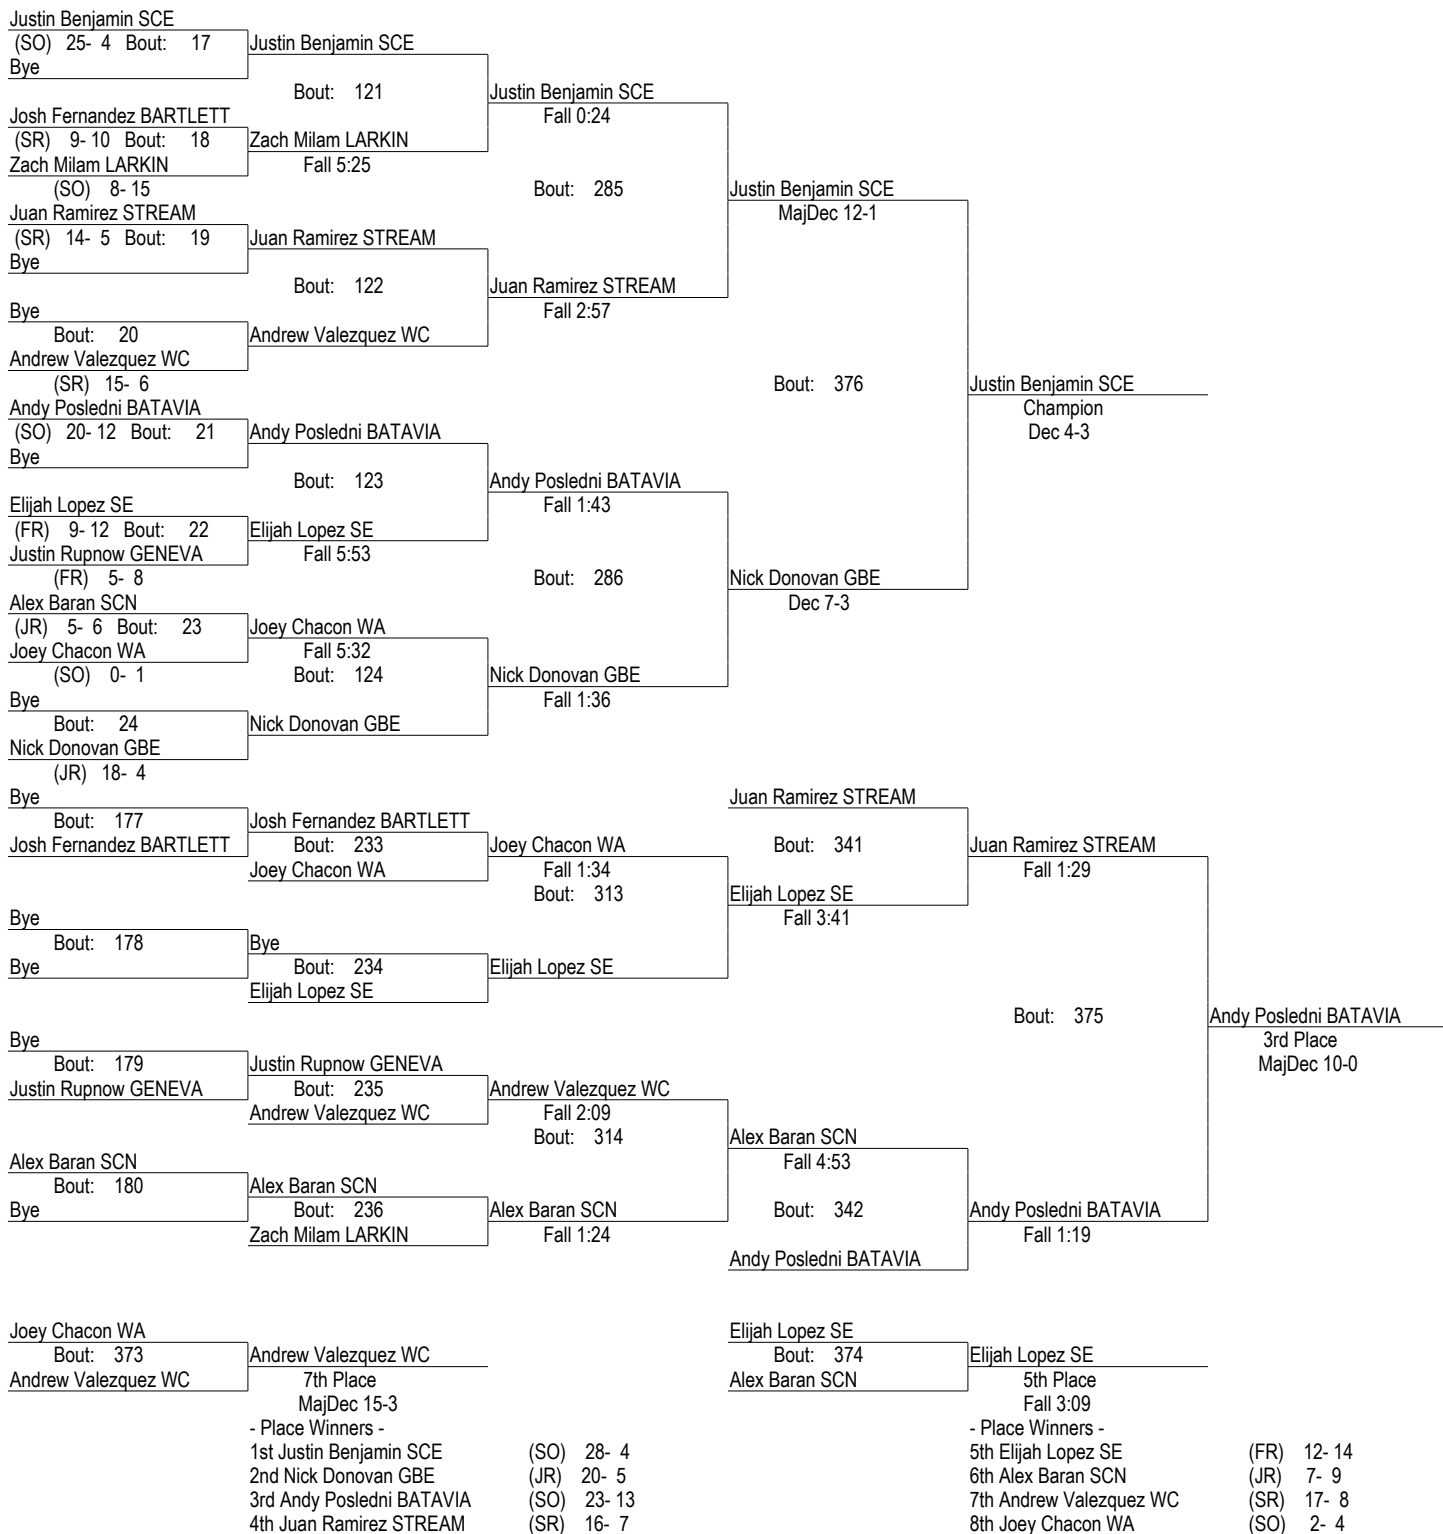 Justin Benjamin SCE
(SO) 25- 4 Bout: 17 Justin Benjamin SCE
Bye
Bout: 121 Justin Benjamin SCE
Josh Fernandez BARTLETT Fall 0:24
(SR) 9- 10 Bout: 18 Zach Milam LARKIN
Zach Milam LARKIN Fall 5:25
(SO) 8- 15 Bout: 285 Justin Benjamin SCE
Juan Ramirez STREAM MajDec 12-1
(SR) 14- 5 Bout: 19 Juan Ramirez STREAM
Bye
Bout: 122 Juan Ramirez STREAM
Bye Fall 2:57
Bout: 20 Andrew Valezquez WC
Andrew Valezquez WC
(SR) 15- 6 Bout: 376 Justin Benjamin SCE
Andy Posledni BATAVIA Champion
(SO) 20- 12 Bout: 21 Andy Posledni BATAVIA Dec 4-3
Bye
Bout: 123 Andy Posledni BATAVIA
Elijah Lopez SE Fall 1:43
(FR) 9- 12 Bout: 22 Elijah Lopez SE
Justin Rupnow GENEVA Fall 5:53
(FR) 5- 8 Bout: 286 Nick Donovan GBE
Alex Baran SCN Dec 7-3
(JR) 5- 6 Bout: 23 Joey Chacon WA
Joey Chacon WA Fall 5:32
(SO) 0- 1 Bout: 124 Nick Donovan GBE
Bye Fall 1:36
Bout: 24 Nick Donovan GBE
Nick Donovan GBE
(JR) 18- 4
Bye Juan Ramirez STREAM
Bout: 177 Josh Fernandez BARTLETT
Josh Fernandez BARTLETT Bout: 233 Joey Chacon WA Bout: 341 Juan Ramirez STREAM
Joey Chacon WA Fall 1:34 Fall 1:29
Bout: 313 Elijah Lopez SE
Bye Fall 3:41
Bout: 178 Bye
Bye Bout: 234 Elijah Lopez SE
Elijah Lopez SE
Bout: 375 Andy Posledni BATAVIA
Bye 3rd Place
Bout: 179 Justin Rupnow GENEVA MajDec 10-0
Justin Rupnow GENEVA Bout: 235 Andrew Valezquez WC
Andrew Valezquez WC Fall 2:09
Bout: 314 Alex Baran SCN
Alex Baran SCN Fall 4:53
Bout: 180 Alex Baran SCN
Bye Bout: 236 Alex Baran SCN Bout: 342 Andy Posledni BATAVIA
Zach Milam LARKIN Fall 1:24 Fall 1:19
Andy Posledni BATAVIA
Joey Chacon WA Elijah Lopez SE
Bout: 373 Andrew Valezquez WC Bout: 374 Elijah Lopez SE
Andrew Valezquez WC 7th Place Alex Baran SCN 5th Place
MajDec 15-3 Fall 3:09
- Place Winners - - Place Winners -
1st Justin Benjamin SCE (SO) 28- 4 5th Elijah Lopez SE (FR) 12- 14
2nd Nick Donovan GBE (JR) 20- 5 6th Alex Baran SCN (JR) 7- 9
3rd Andy Posledni BATAVIA (SO) 23- 13 7th Andrew Valezquez WC (SR) 17- 8
4th Juan Ramirez STREAM (SR) 16- 7 8th Joey Chacon WA (SO) 2- 4